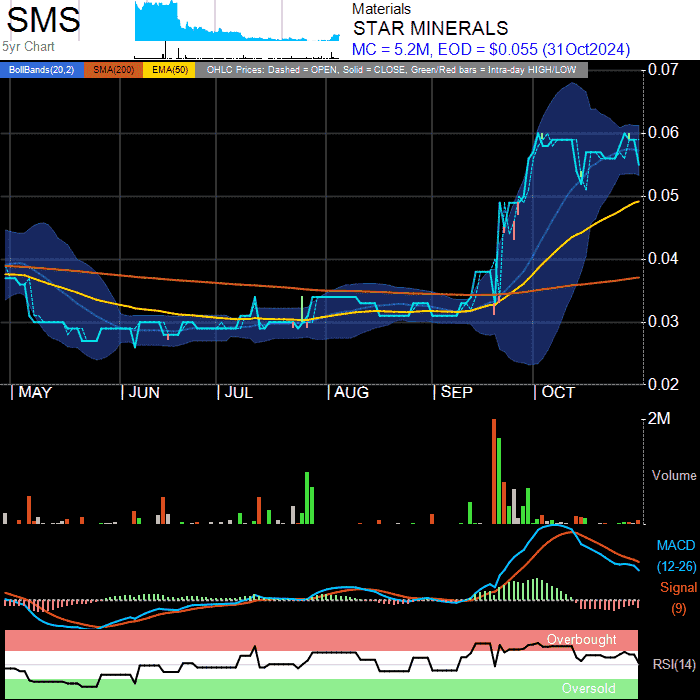 SMS
5yr Chart
Materials
STAR MINERALS
MC = 5.2M, EOD = $0.055 (31Oct2024)
BollBands(20,2) SMA(200) EMA(50) OHLC Prices: Dashed = OPEN, Solid = CLOSE, Green/Red bars = Intra-day HIGH/LOW
0.07
0.06
0.05
0.04
0.03
0.02
MAY JUN JUL AUG SEP OCT
2M
Volume
MACD
(12-26)
Signal
(9)
Overbought
RSI(14)
Oversold